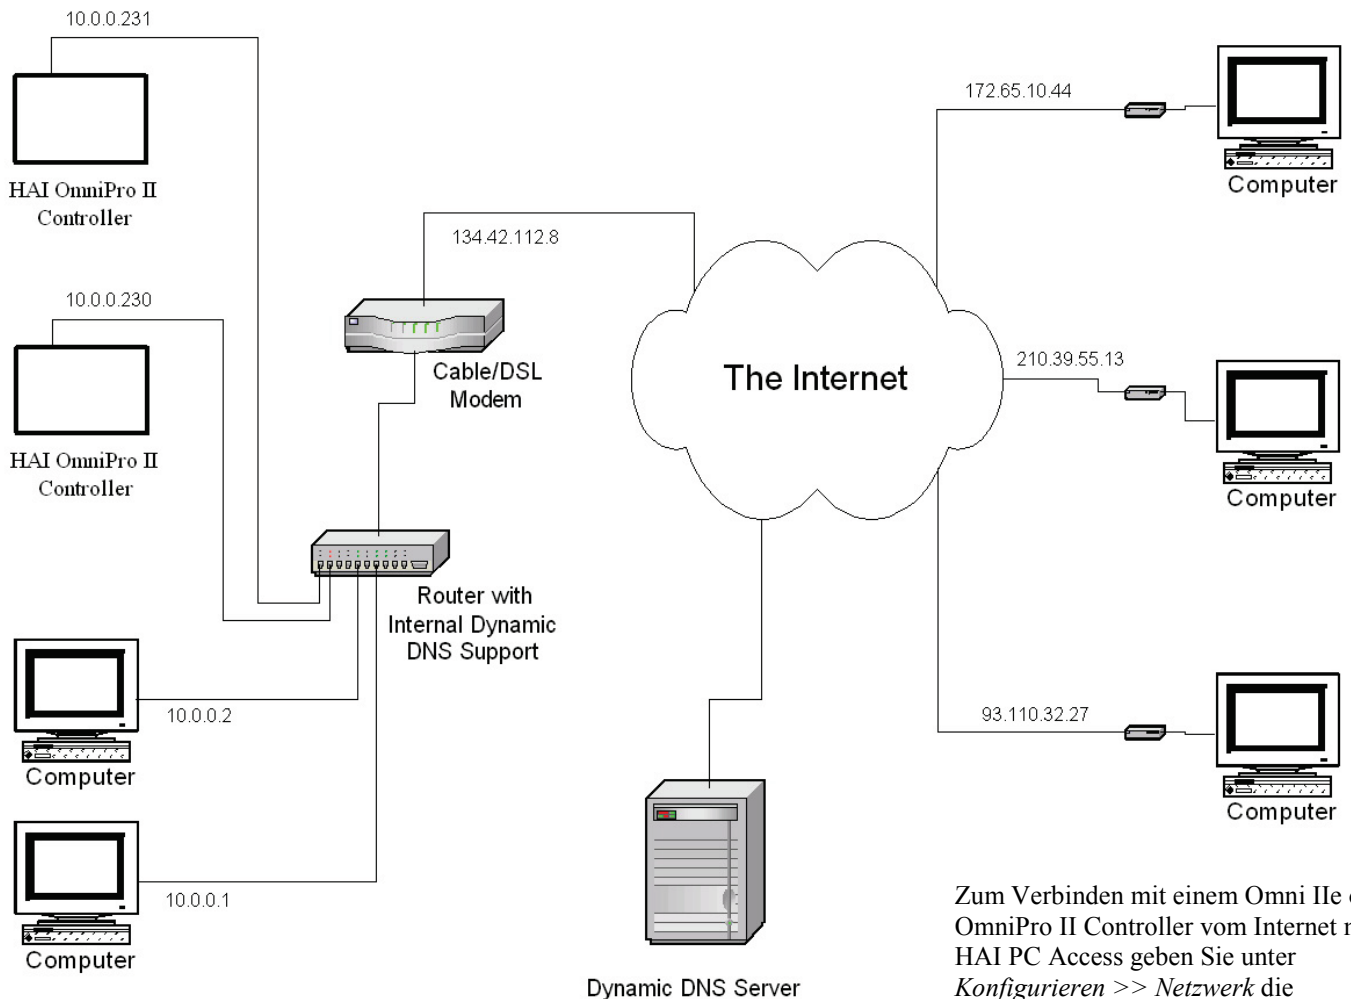 10.0.0.231
HAI OmniPro II
Controller
10.0.0.230
HAI OmniPro II
Controller
134.42.112.8
Cable/DSL
Modem
Router with
Internal Dynamic
DNS Support
10.0.0.2
Computer
10.0.0.1
Computer
The Internet
Dynamic DNS Server
172.65.10.44
Computer
210.39.55.13
Computer
93.110.32.27
Computer
Zum Verbinden mit einem Omni IIe
OmniPro II Controller vom Internet
HAI PC Access geben Sie unter
Konfigurieren >> Netzwerk die